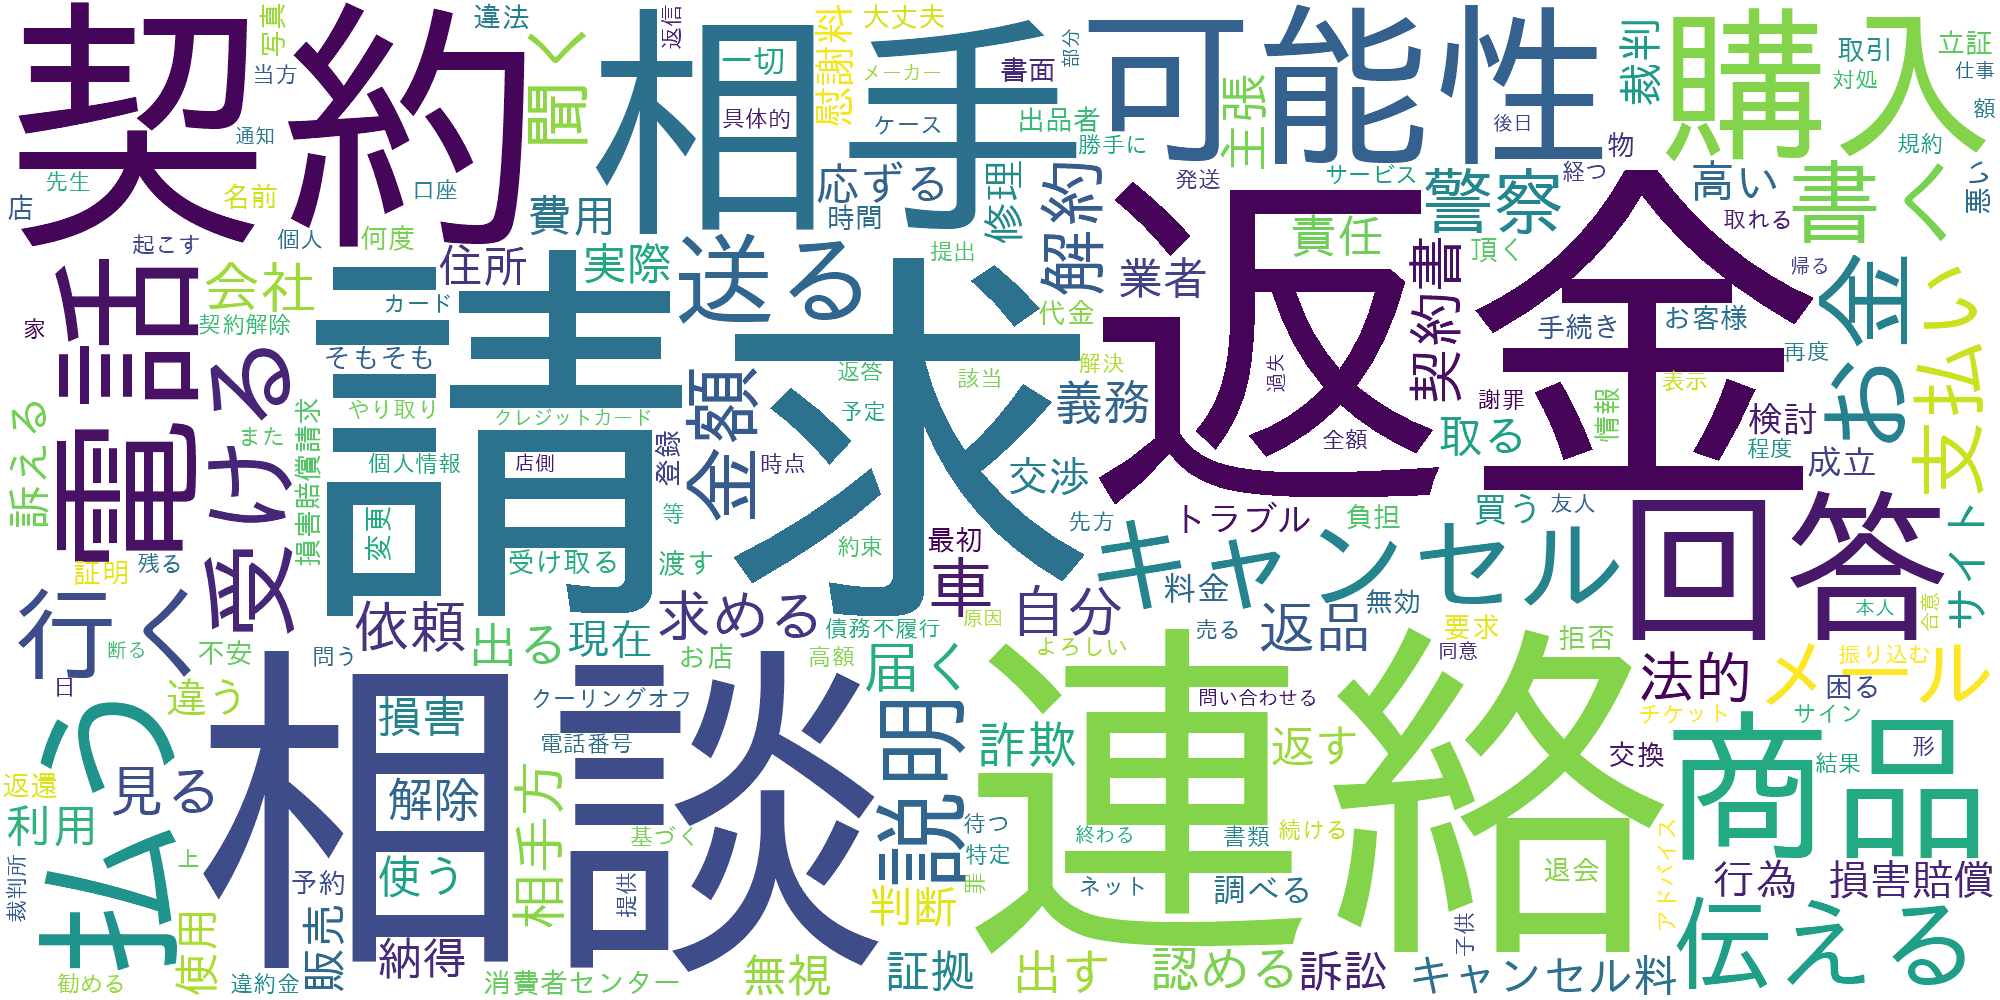 契約
相手
可能性
購入
請求
返金
相談
連絡
電話
回答
商品
払う
受ける
送る
聞く
書く
行く
キャンセル
お金
支払い
伝える
説明
警察
金額
解約
会社
住所
実際
費用
応ずる
時間
修理
慰謝料
大丈夫
一切
書面
メーカー
部分
具体的
ケース
出品者
勝手に
主張
裁判
取引
立証
対処
仕事
額
後日
規約
物
経つ
高い
悪い
取れる
発送
サービス
責任
頂く
業者
代金
契約書
手続き
お客様
帰る
再度
表示
謝罪
過失
情報
検討
程度
成立
取る
全額
義務
解決
該当
返答
予定
提出
違法
返信
写真
当方
通知
先生
名前
店
口座
起こす
個人
何度
家
契約解除
カード
そもそも
やり取り
また
クレジットカード
個人情報
店側
登録
時点
損害賠償請求
訴える
変更
受け取る
等
渡す
約束
最初
交渉
先方
トラブル
負担
買う
友人
サイト
残る
証明
依頼
出る
現在
求める
車
自分
料金
無効
返品
債務不履行
原因
売る
要求
同意
拒否
本人
合意
断る
不安
問う
お店
高額
よろしい
届く
法的
メール
振り込む
困る
チケット
サイン
日
違う
損害
クーリングオフ
電話番号
問い合わせる
詐欺
返す
交換
結果
形
返還
見る
利用
解除
相手方
基づく
待つ
特定
終わる
書類
続ける
アドバイス
裁判所
上
使う
予約
提供
判断
罪
ネット
調べる
退会
行為
損害賠償
子供
使用
販売
納得
勧める
違約金
消費者センター
無視
証拠
出す
認める
訴訟
キャンセル料